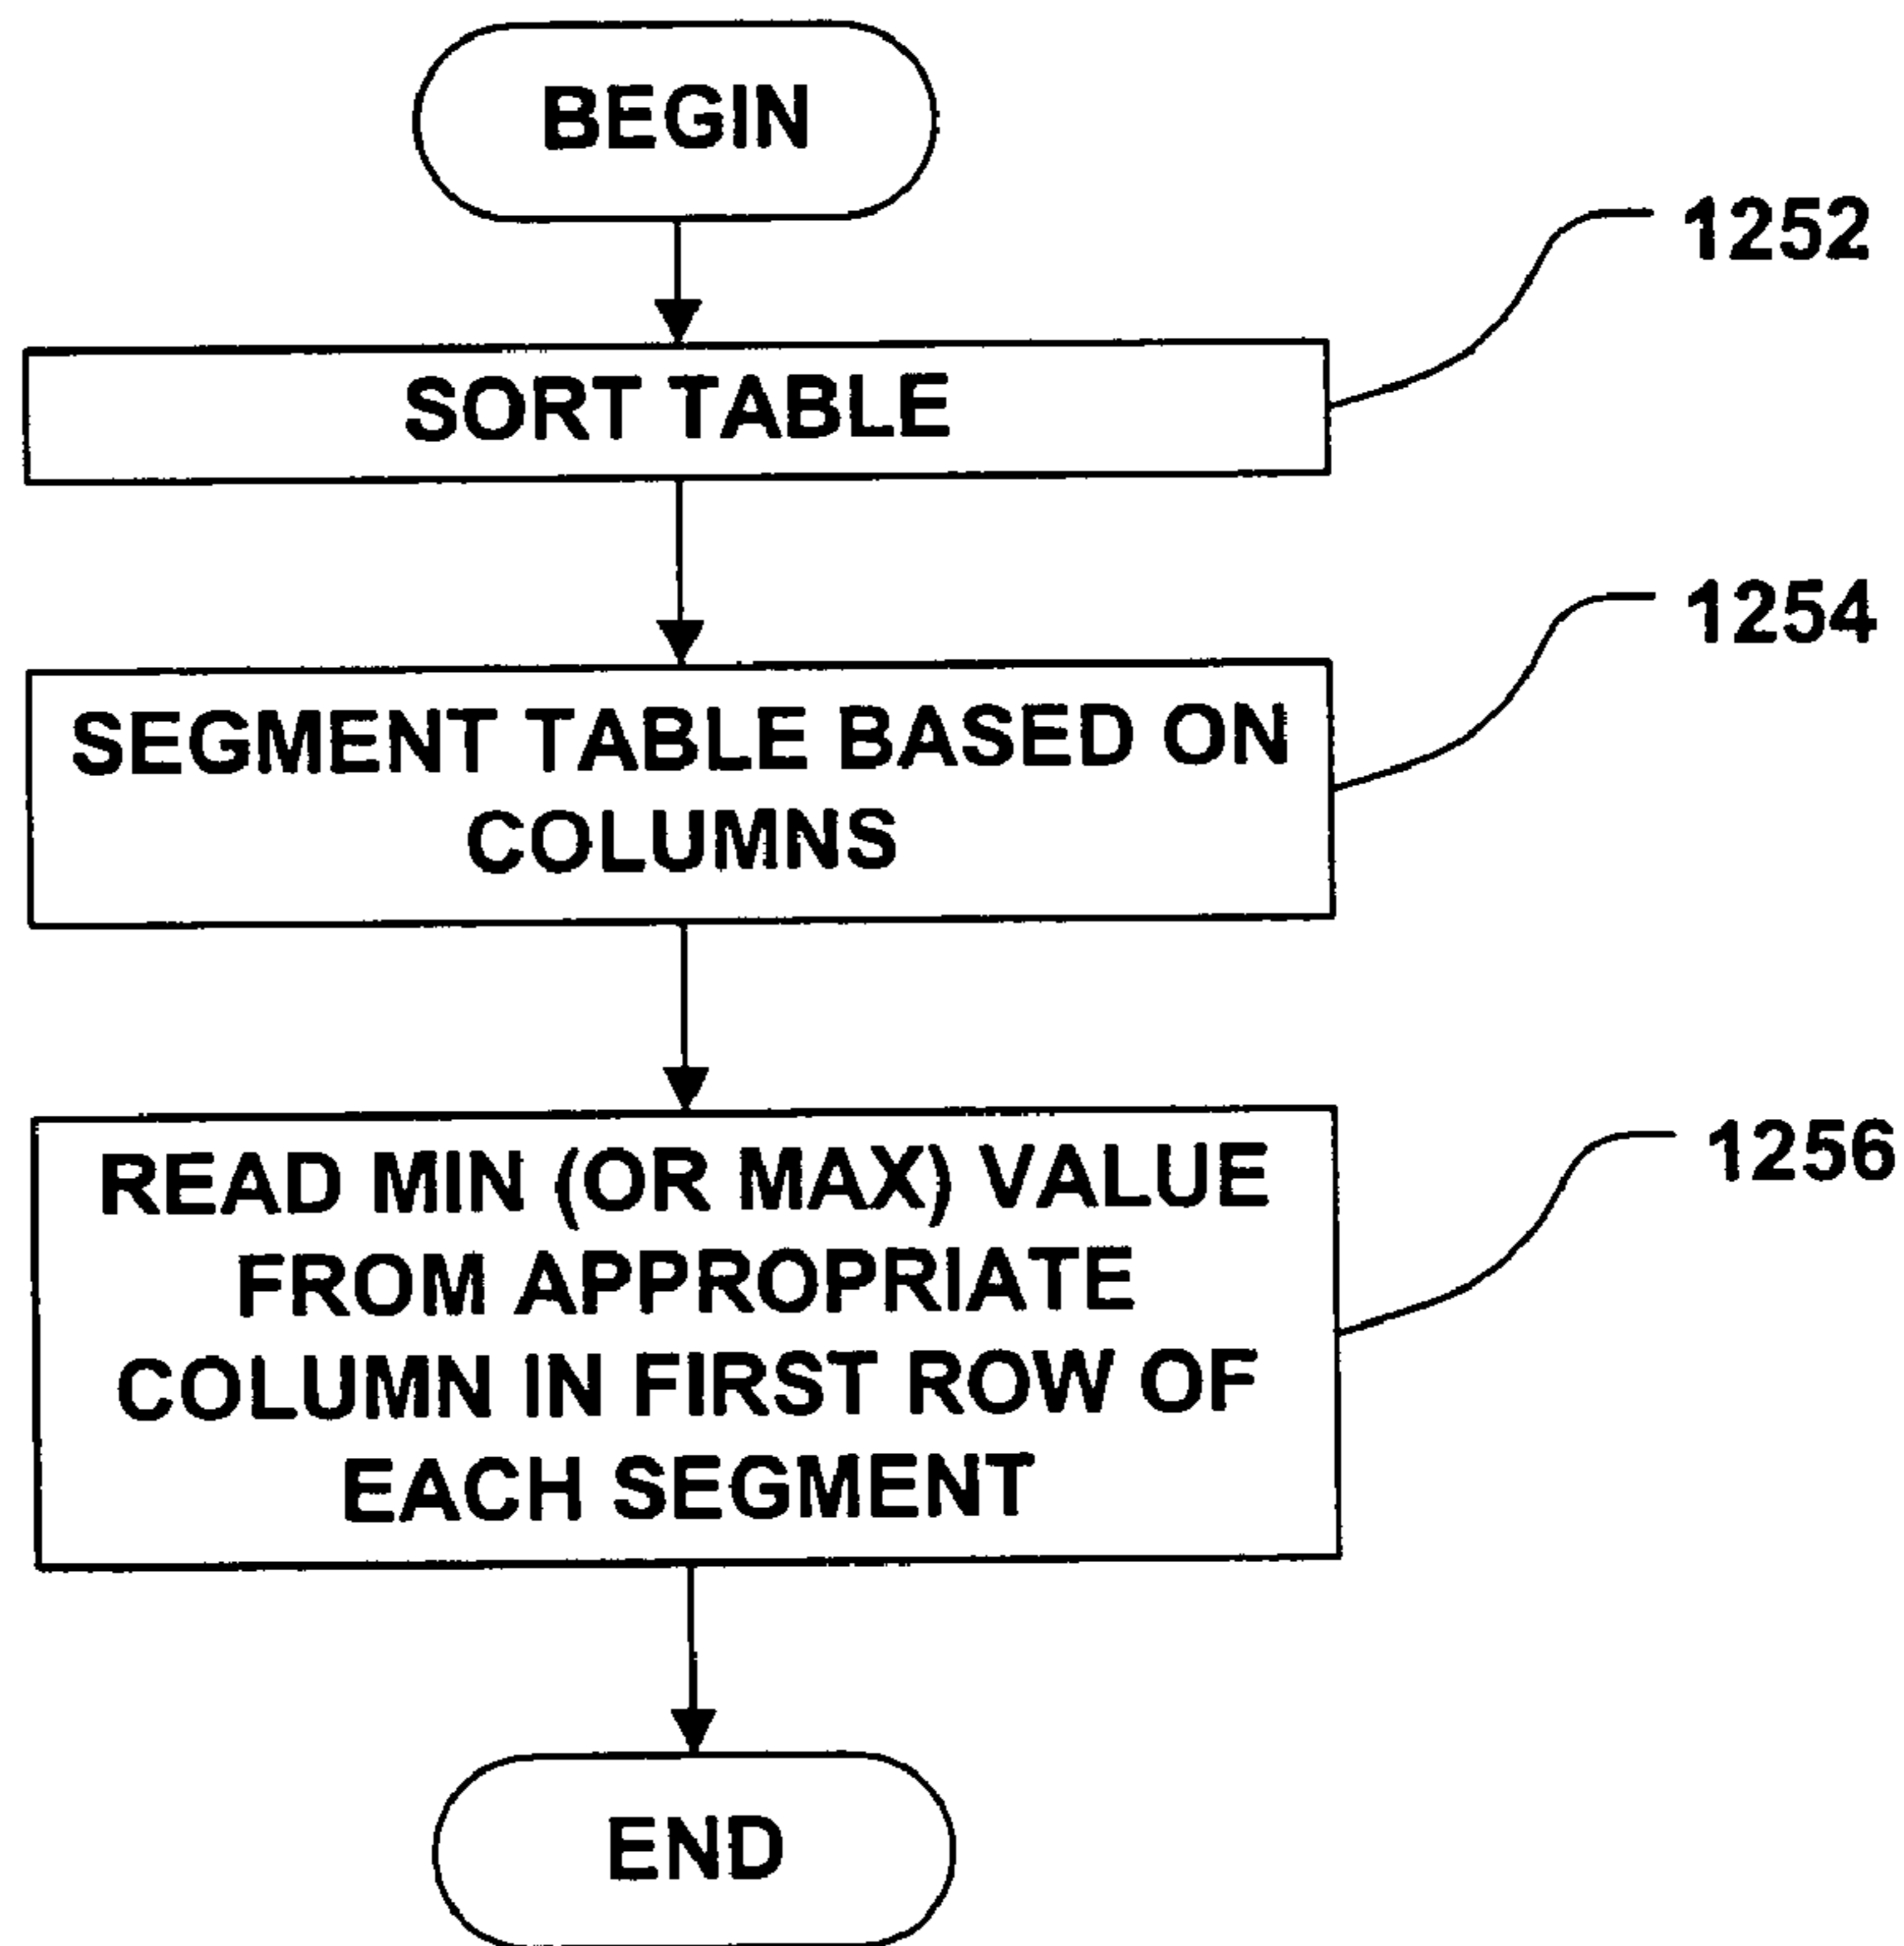 BEGIN
1252
SORT TABLE
1254
SEGMENT TABLE BASED ON
COLUMNS
1256
READ MIN (OR MAX) VALUE
FROM APPROPRIATE
COLUMN IN FIRST ROW OF
EACH SEGMENT
END